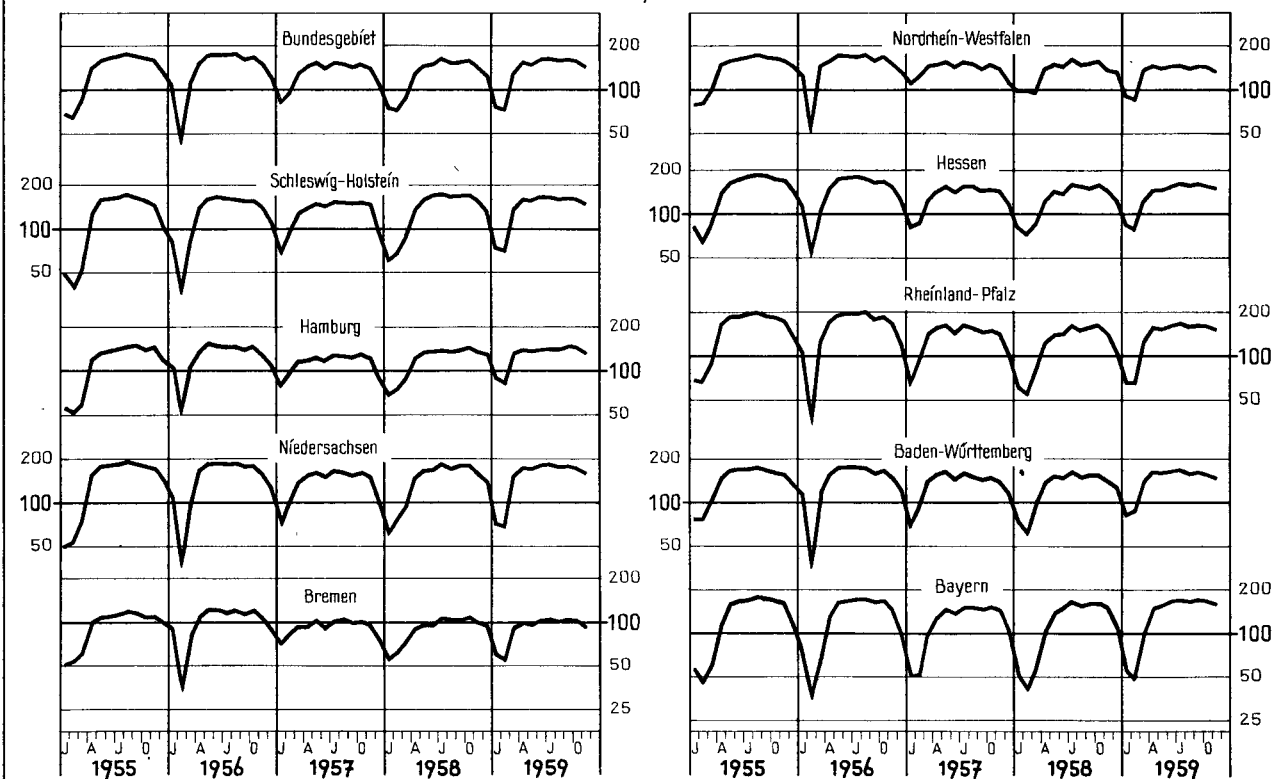 Bundesgebiet
200
100
50
Schleswig-Holstein
200
100
50
Hamburg
200
100
50
Niedersachsen
200
100
50
Bremen
200
100
50
25
J A J O J A J O J A J O J A J O J A J O
1955 1956 1957 1958 1959
Nordrhein-Westfalen
200
100
50
Hessen
200
100
50
Rheinland-Pfalz
200
100
50
Baden-Württemberg
200
100
50
Bayern
200
100
50
25
J A J O J A J O J A J O J A J O J A J O
1955 1956 1957 1958 1959